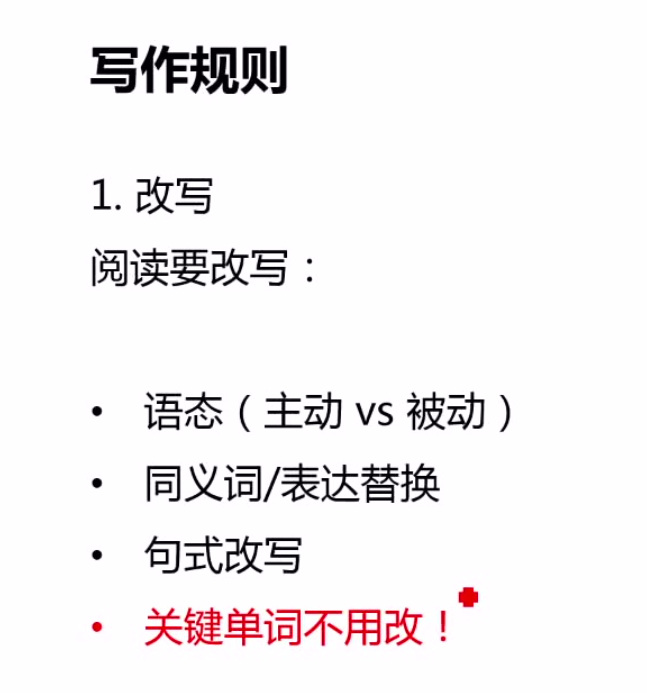 写作规则
1. 改写
阅读要改写：
• 语态（主动 vs 被动）
• 同义词/表达替换
• 句式改写
• 关键单词不用改！